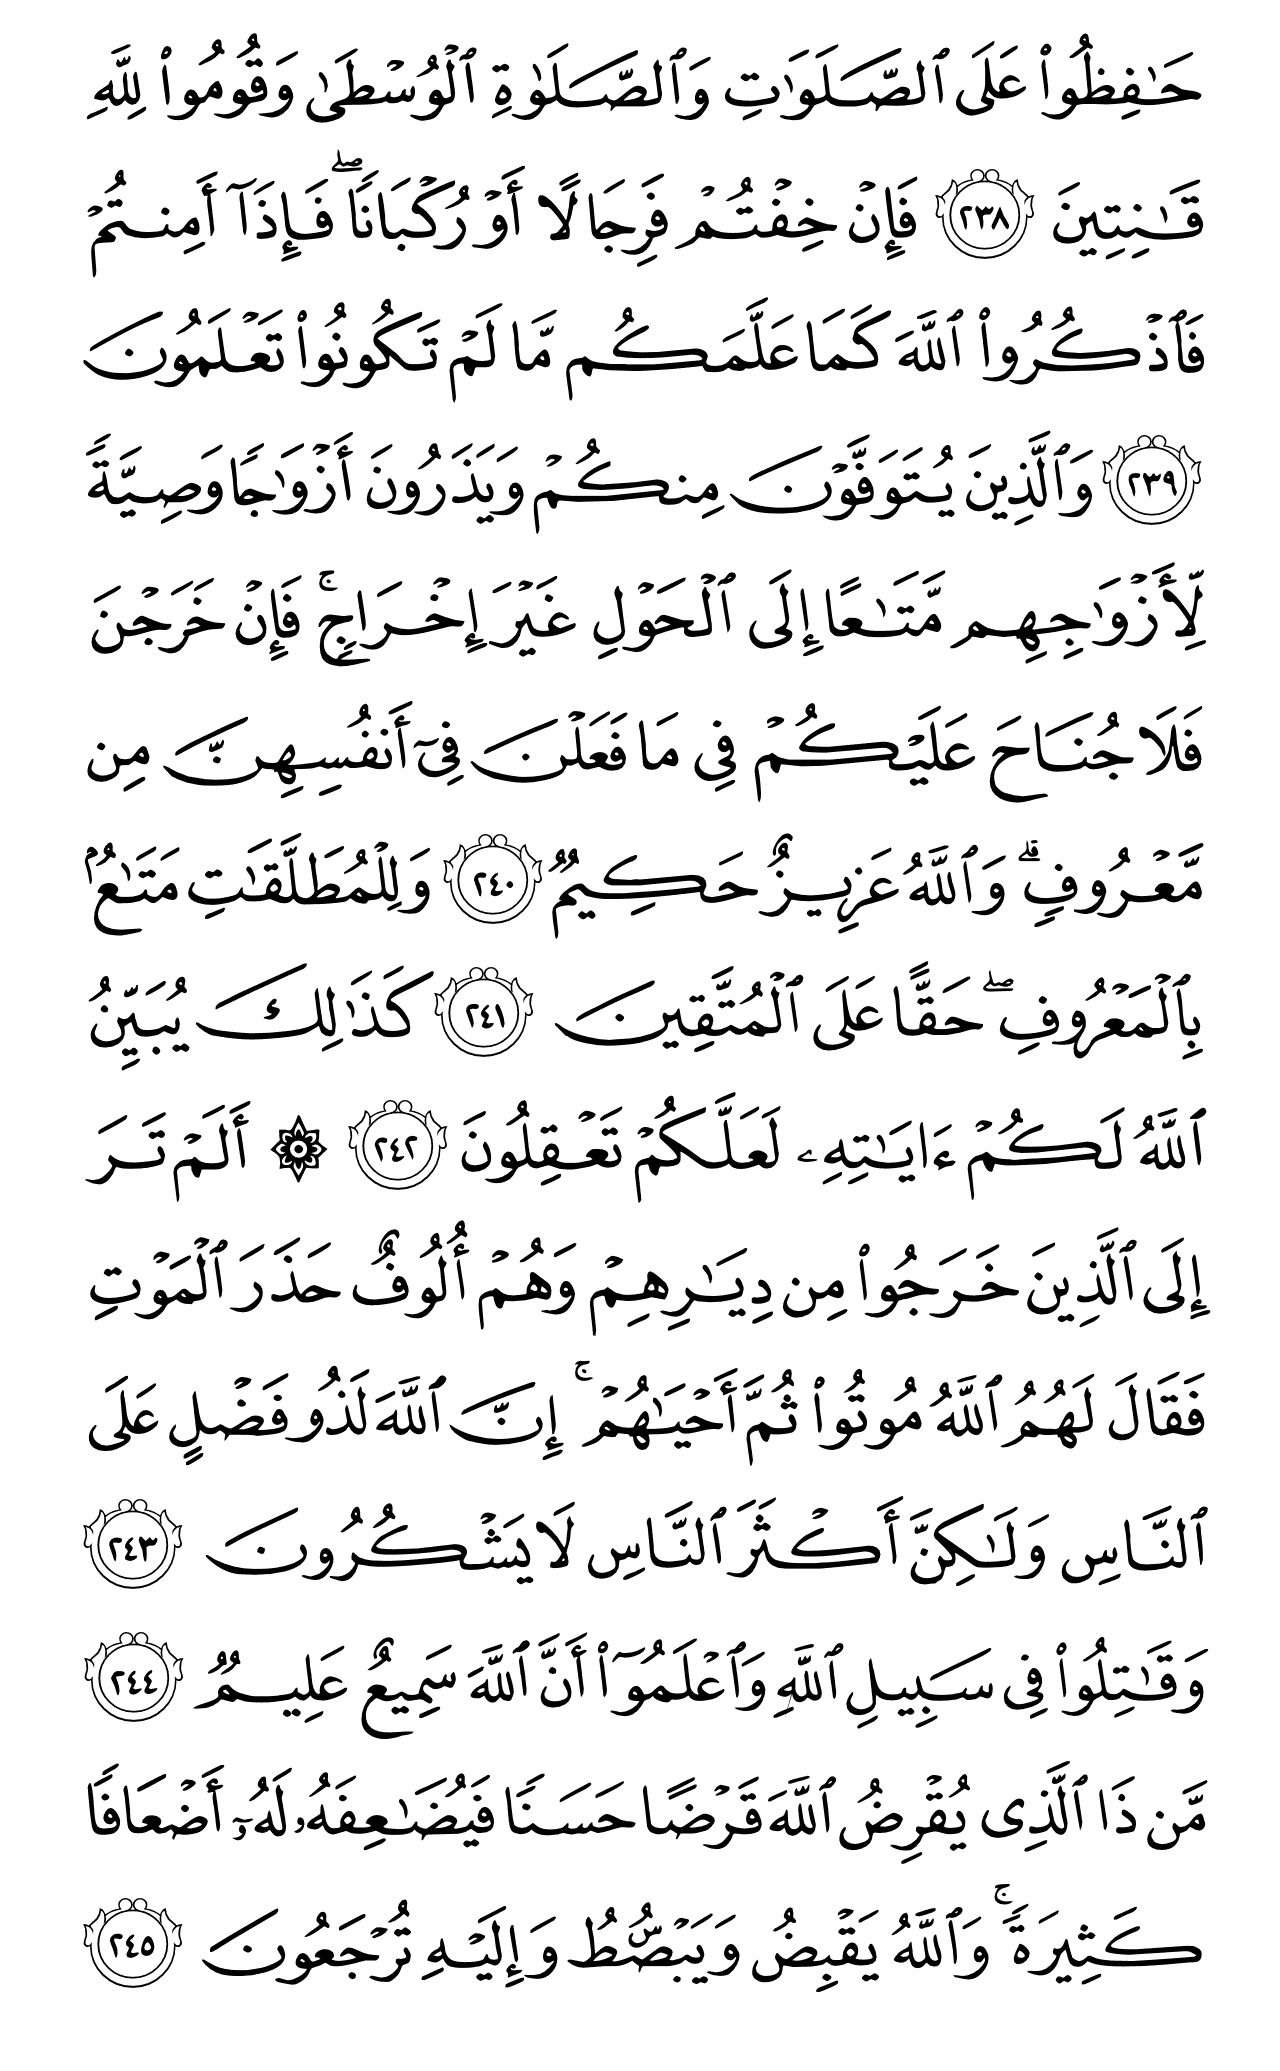 حَـٰفِظُوا۟ عَلَى ٱلصَّلَوَٰتِ وَٱلصَّلَوٰةِ ٱلْوُسْطَىٰ وَقُومُوا۟ لِلَّهِ
قَـٰنِتِينَ ٢٣٨ فَإِنْ خِفْتُمْ فَرِجَالًا أَوْ رُكْبَانًا ۖ فَإِذَآ أَمِنتُمْ
فَٱذْكُرُوا۟ ٱللَّهَ كَمَا عَلَّمَكُم مَّا لَمْ تَكُونُوا۟ تَعْلَمُونَ
٢٣٩ وَٱلَّذِينَ يُتَوَفَّوْنَ مِنكُمْ وَيَذَرُونَ أَزْوَٰجًا وَصِيَّةً
لِّأَزْوَٰجِهِم مَّتَـٰعًا إِلَى ٱلْحَوْلِ غَيْرَ إِخْرَاجٍ ۚ فَإِنْ خَرَجْنَ
فَلَا جُنَاحَ عَلَيْكُمْ فِى مَا فَعَلْنَ فِىٓ أَنفُسِهِنَّ مِن
مَّعْرُوفٍ ۗ وَٱللَّهُ عَزِيزٌ حَكِيمٌ ٢٤٠ وَلِلْمُطَلَّقَـٰتِ مَتَـٰعٌۢ
بِٱلْمَعْرُوفِ ۖ حَقًّا عَلَى ٱلْمُتَّقِينَ ٢٤١ كَذَٰلِكَ يُبَيِّنُ
ٱللَّهُ لَكُمْ ءَايَـٰتِهِۦ لَعَلَّكُمْ تَعْقِلُونَ ٢٤٢ ۞ أَلَمْ تَرَ
إِلَى ٱلَّذِينَ خَرَجُوا۟ مِن دِيَـٰرِهِمْ وَهُمْ أُلُوفٌ حَذَرَ ٱلْمَوْتِ
فَقَالَ لَهُمُ ٱللَّهُ مُوتُوا۟ ثُمَّ أَحْيَـٰهُمْ ۚ إِنَّ ٱللَّهَ لَذُو فَضْلٍ عَلَى
ٱلنَّاسِ وَلَـٰكِنَّ أَكْثَرَ ٱلنَّاسِ لَا يَشْكُرُونَ ٢٤٣
وَقَـٰتِلُوا۟ فِى سَبِيلِ ٱللَّهِ وَٱعْلَمُوٓا۟ أَنَّ ٱللَّهَ سَمِيعٌ عَلِيمٌ ٢٤٤
مَّن ذَا ٱلَّذِى يُقْرِضُ ٱللَّهَ قَرْضًا حَسَنًا فَيُضَـٰعِفَهُۥ لَهُۥٓ أَضْعَافًا
كَثِيرَةً ۚ وَٱللَّهُ يَقْبِضُ وَيَبْصُۜطُ وَإِلَيْهِ تُرْجَعُونَ ٢٤٥